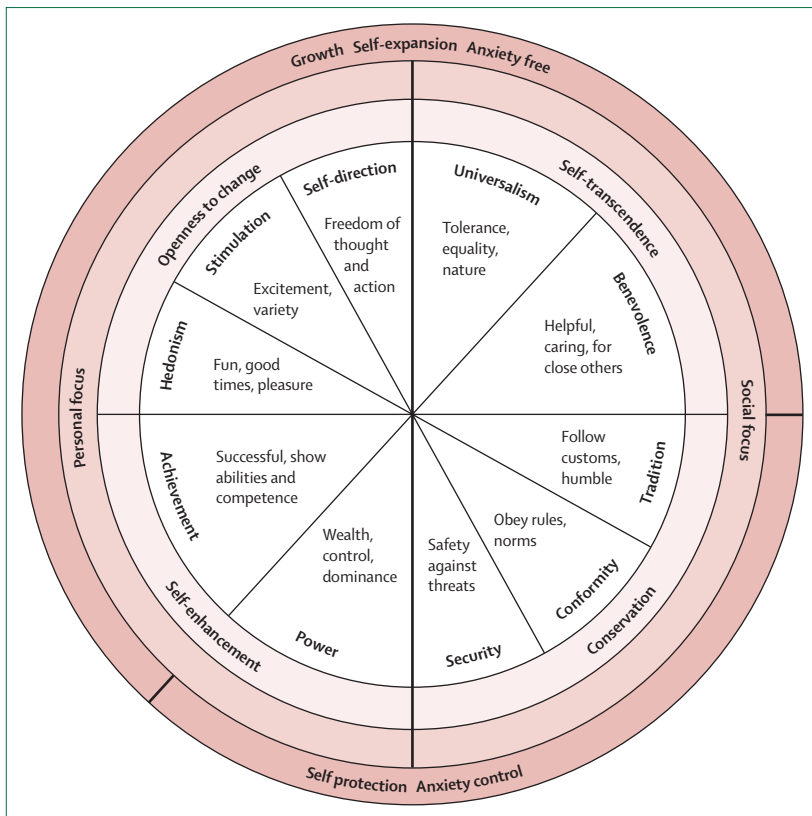 Growth Self-expansion Anxiety free
Openness to change
Self-transcendence
Self-direction
Freedom of
thought
and
action
Universalism
Tolerance,
equality,
nature
Stimulation
Excitement,
variety
Benevolence
Helpful,
caring, for
close others
Hedonism
Fun, good
times, pleasure
Personal focus
Social focus
Achievement
Successful, show
abilities and
competence
Tradition
Follow
customs,
humble
Conformity
Obey rules,
norms
Power
Wealth,
control,
dominance
Security
Safety
against
threats
Self-enhancement
Conservation
Self protection Anxiety control